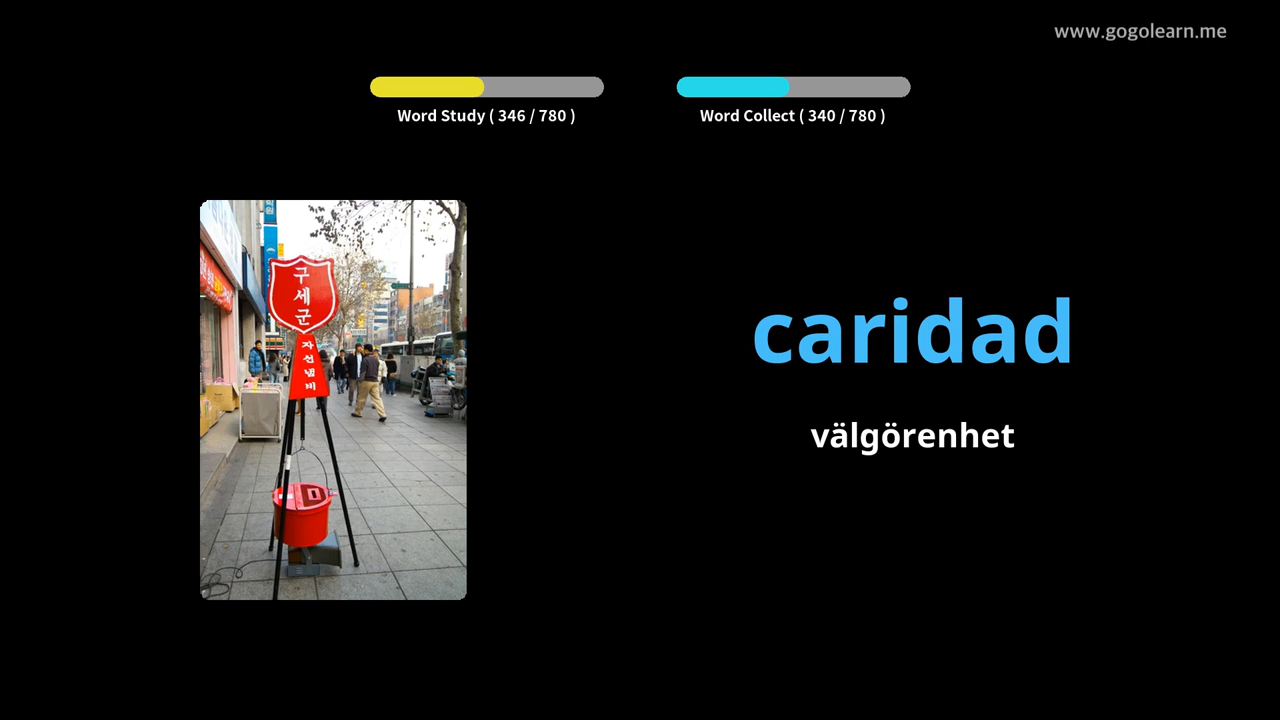 www.gogolearn.me
Word Study ( 346 / 780 )
Word Collect ( 340 / 780 )
구
세
군
자
선
냄
비
caridad
välgörenhet